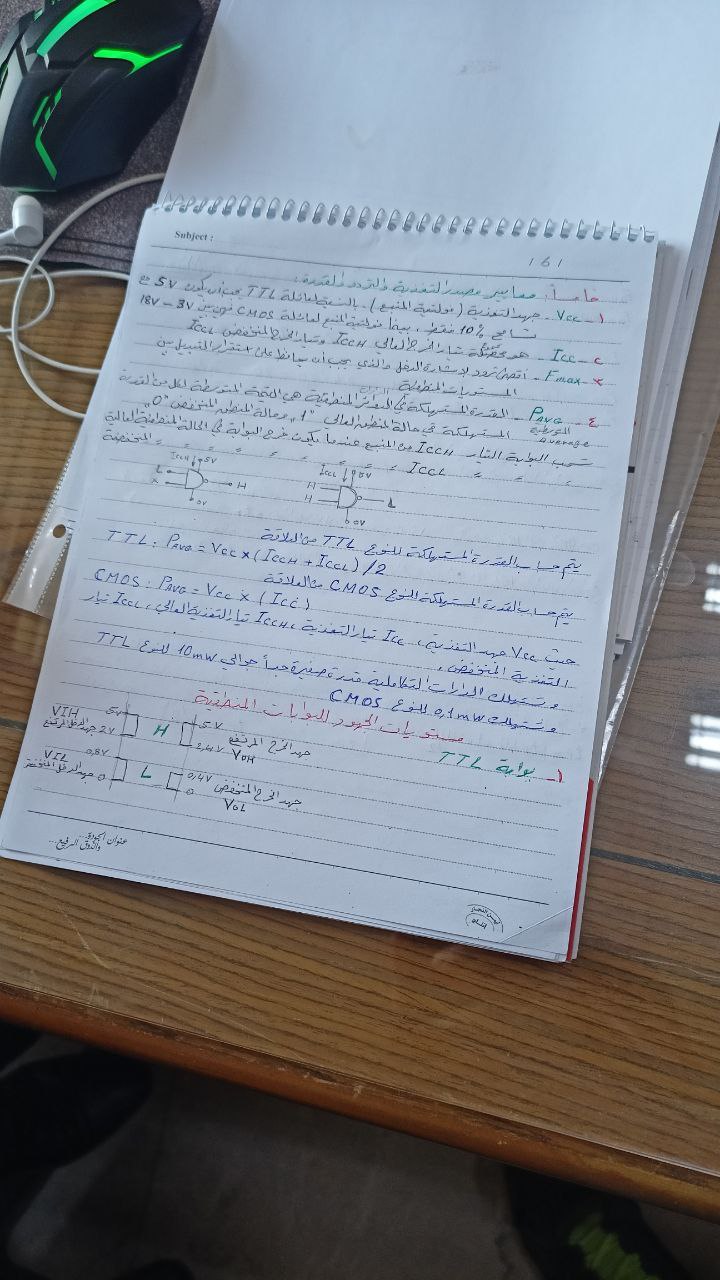 Subject :
/ 6 /
خامساً: معايير مصدر التغذية والتردد والقدرة:
١- Vcc - جهد التغذية (فولتية المنبع)، بالنسبة لعائلة TTL يجب أن يكون 5V مع
تسامح 10% فقط، بينما فولتية المنبع لعائلة CMOS فهي بين 3V - 18V
٢- Icc - هو تيار الخرج العالي ICCH وتيار الخرج المنخفض ICCL
٣- Fmax - أقصى تردد لإشارة الدخل والذي يجب أن يحافظ على استقرار التبديل بين
المستويات المنطقية
٤- PAVG - القدرة المستهلكة في الدوائر المنطقية هي القيمة المتوسطة لكل من القدرة
المتوسطة Average
المستهلكة في حالة المنطق العالي "1" وحالة المنطق المنخفض "0"
تسحب البوابة التيار ICCH من المنبع عندما يكون خرج البوابة في الحالة المنطقية العالية
" " " ICCL " " " " " " " المنخفضة
ICCH 5V
L
X
H
0V
ICCL 5V
H
H
L
0V
يتم حساب القدرة المستهلكة للنوع TTL من العلاقة
TTL : PAVG = Vcc × (ICCH + ICCL) / 2
يتم حساب القدرة المستهلكة للنوع CMOS من العلاقة
CMOS : PAVG = Vcc × (Icc)
حيث Vcc جهد التغذية، Icc تيار التغذية، ICCH تيار التغذية العالي، ICCL تيار
التغذية المنخفض.
وتستهلك الدارات التكاملية قدرة صغيرة جداً حوالي 10mW للنوع TTL
وتستهلك 0,1mW للنوع CMOS
مستويات الجهود للبوابات المنطقية
١- بوابة TTL
VIH
جهد الدخل المرتفع
5V
2V
H
5V
2,4V
جهد الخرج المرتفع
VOH
VIL
جهد الدخل المنخفض
0,8V
0
L
0,4V
0
جهد الخرج المنخفض
VOL
عنوان الجودة...
والذوق الرفيع...